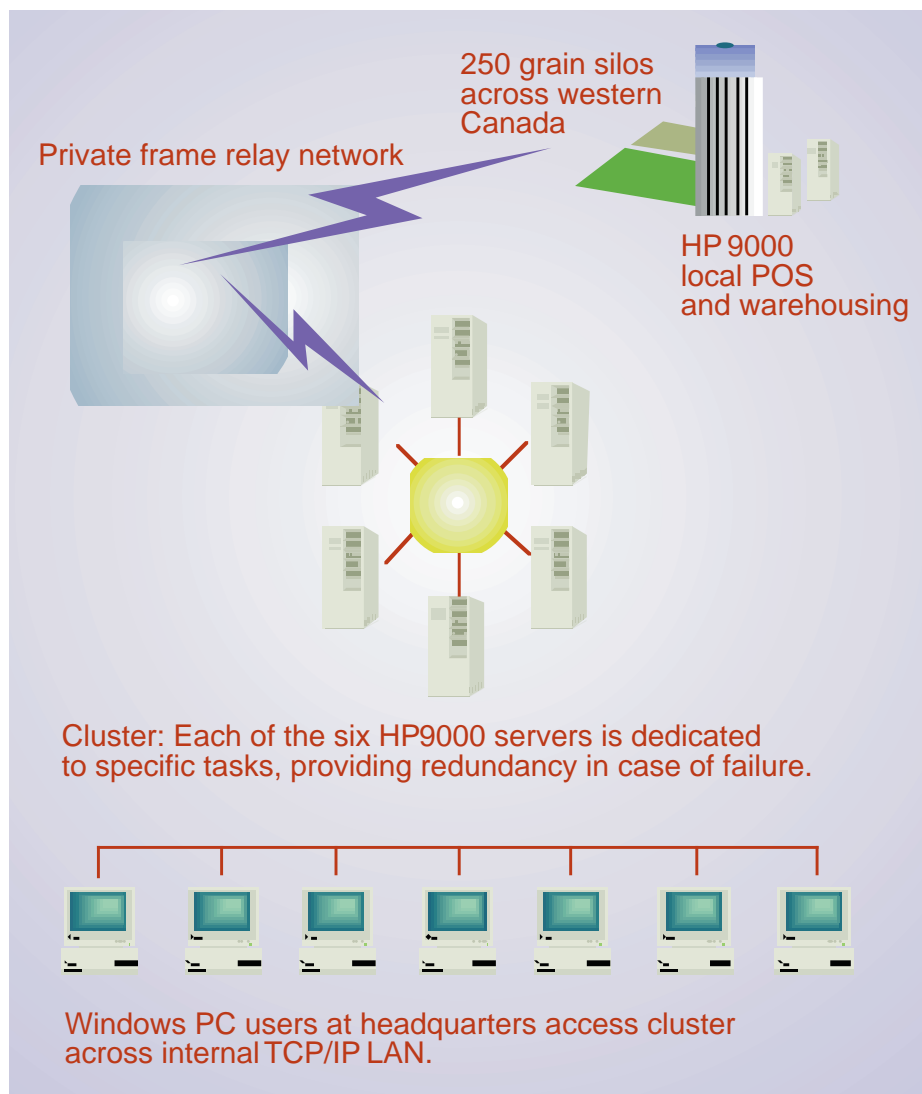 250 grain silos
across western
Canada
Private frame relay network
HP 9000
local POS
and warehousing
Cluster: Each of the six HP9000 servers is dedicated
to specific tasks, providing redundancy in case of failure.
Windows PC users at headquarters access cluster
across internal TCP/IP LAN.